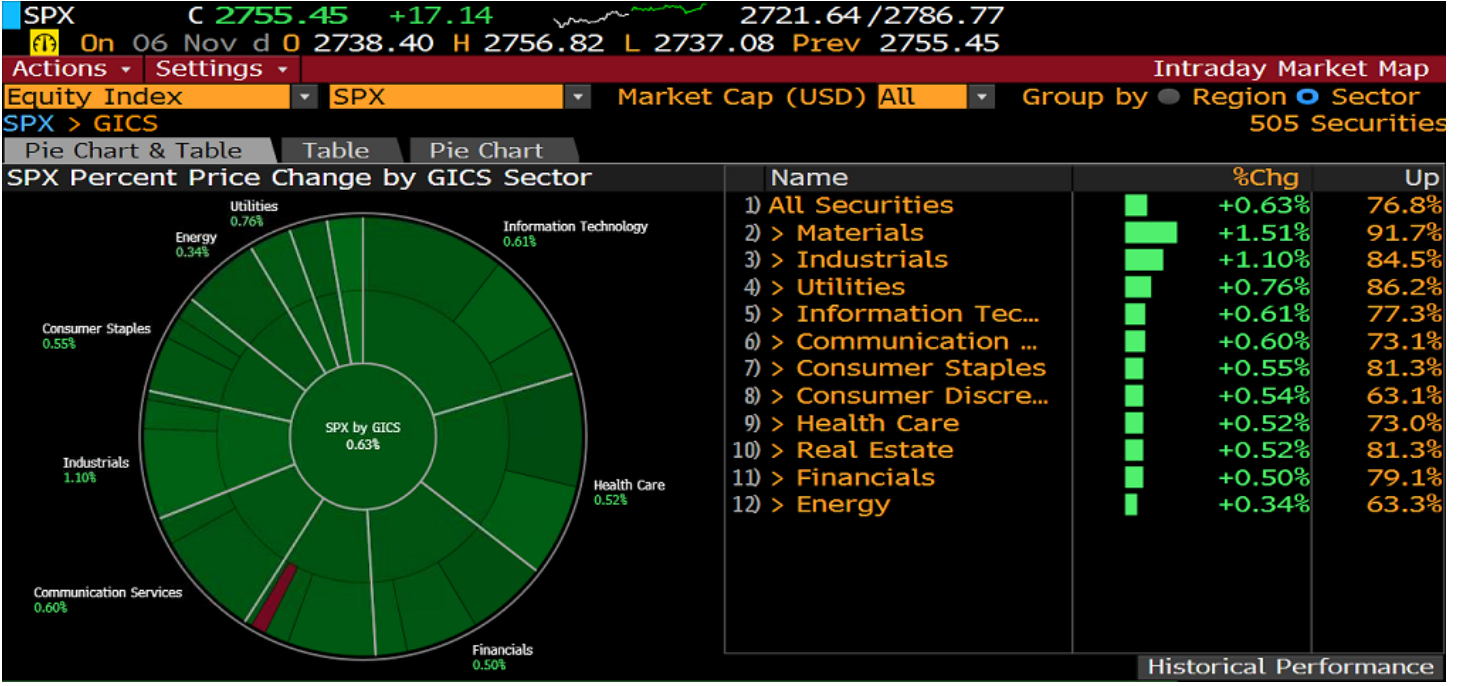 SPX C 2755.45 +17.14 2721.64/2786.77
On 06 Nov d O 2738.40 H 2756.82 L 2737.08 Prev 2755.45
Actions Settings Intraday Market Map
Equity Index SPX Market Cap (USD) All Group by Region Sector
SPX > GICS 505 Securities
Pie Chart & Table Table Pie Chart
SPX Percent Price Change by GICS Sector
Utilities
0.76%
Information Technology
0.61%
Energy
0.34%
Consumer Staples
0.55%
SPX by GICS
0.63%
Industrials
1.10%
Health Care
0.52%
Communication Services
0.60%
Financials
0.50%
Name %Chg Up
1) All Securities +0.63% 76.8%
2) > Materials +1.51% 91.7%
3) > Industrials +1.10% 84.5%
4) > Utilities +0.76% 86.2%
5) > Information Tec... +0.61% 77.3%
6) > Communication ... +0.60% 73.1%
7) > Consumer Staples +0.55% 81.3%
8) > Consumer Discre... +0.54% 63.1%
9) > Health Care +0.52% 73.0%
10) > Real Estate +0.52% 81.3%
11) > Financials +0.50% 79.1%
12) > Energy +0.34% 63.3%
Historical Performance